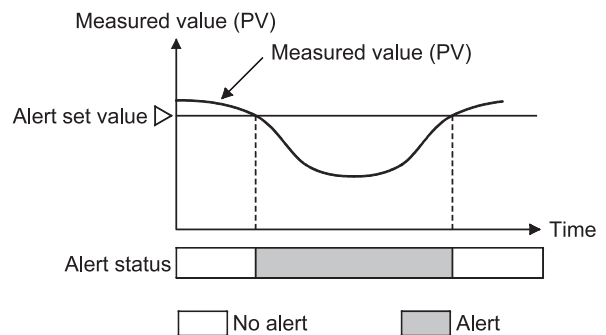 Measured value (PV)
Measured value (PV)
Alert set value
Time
Alert status
No alert
Alert